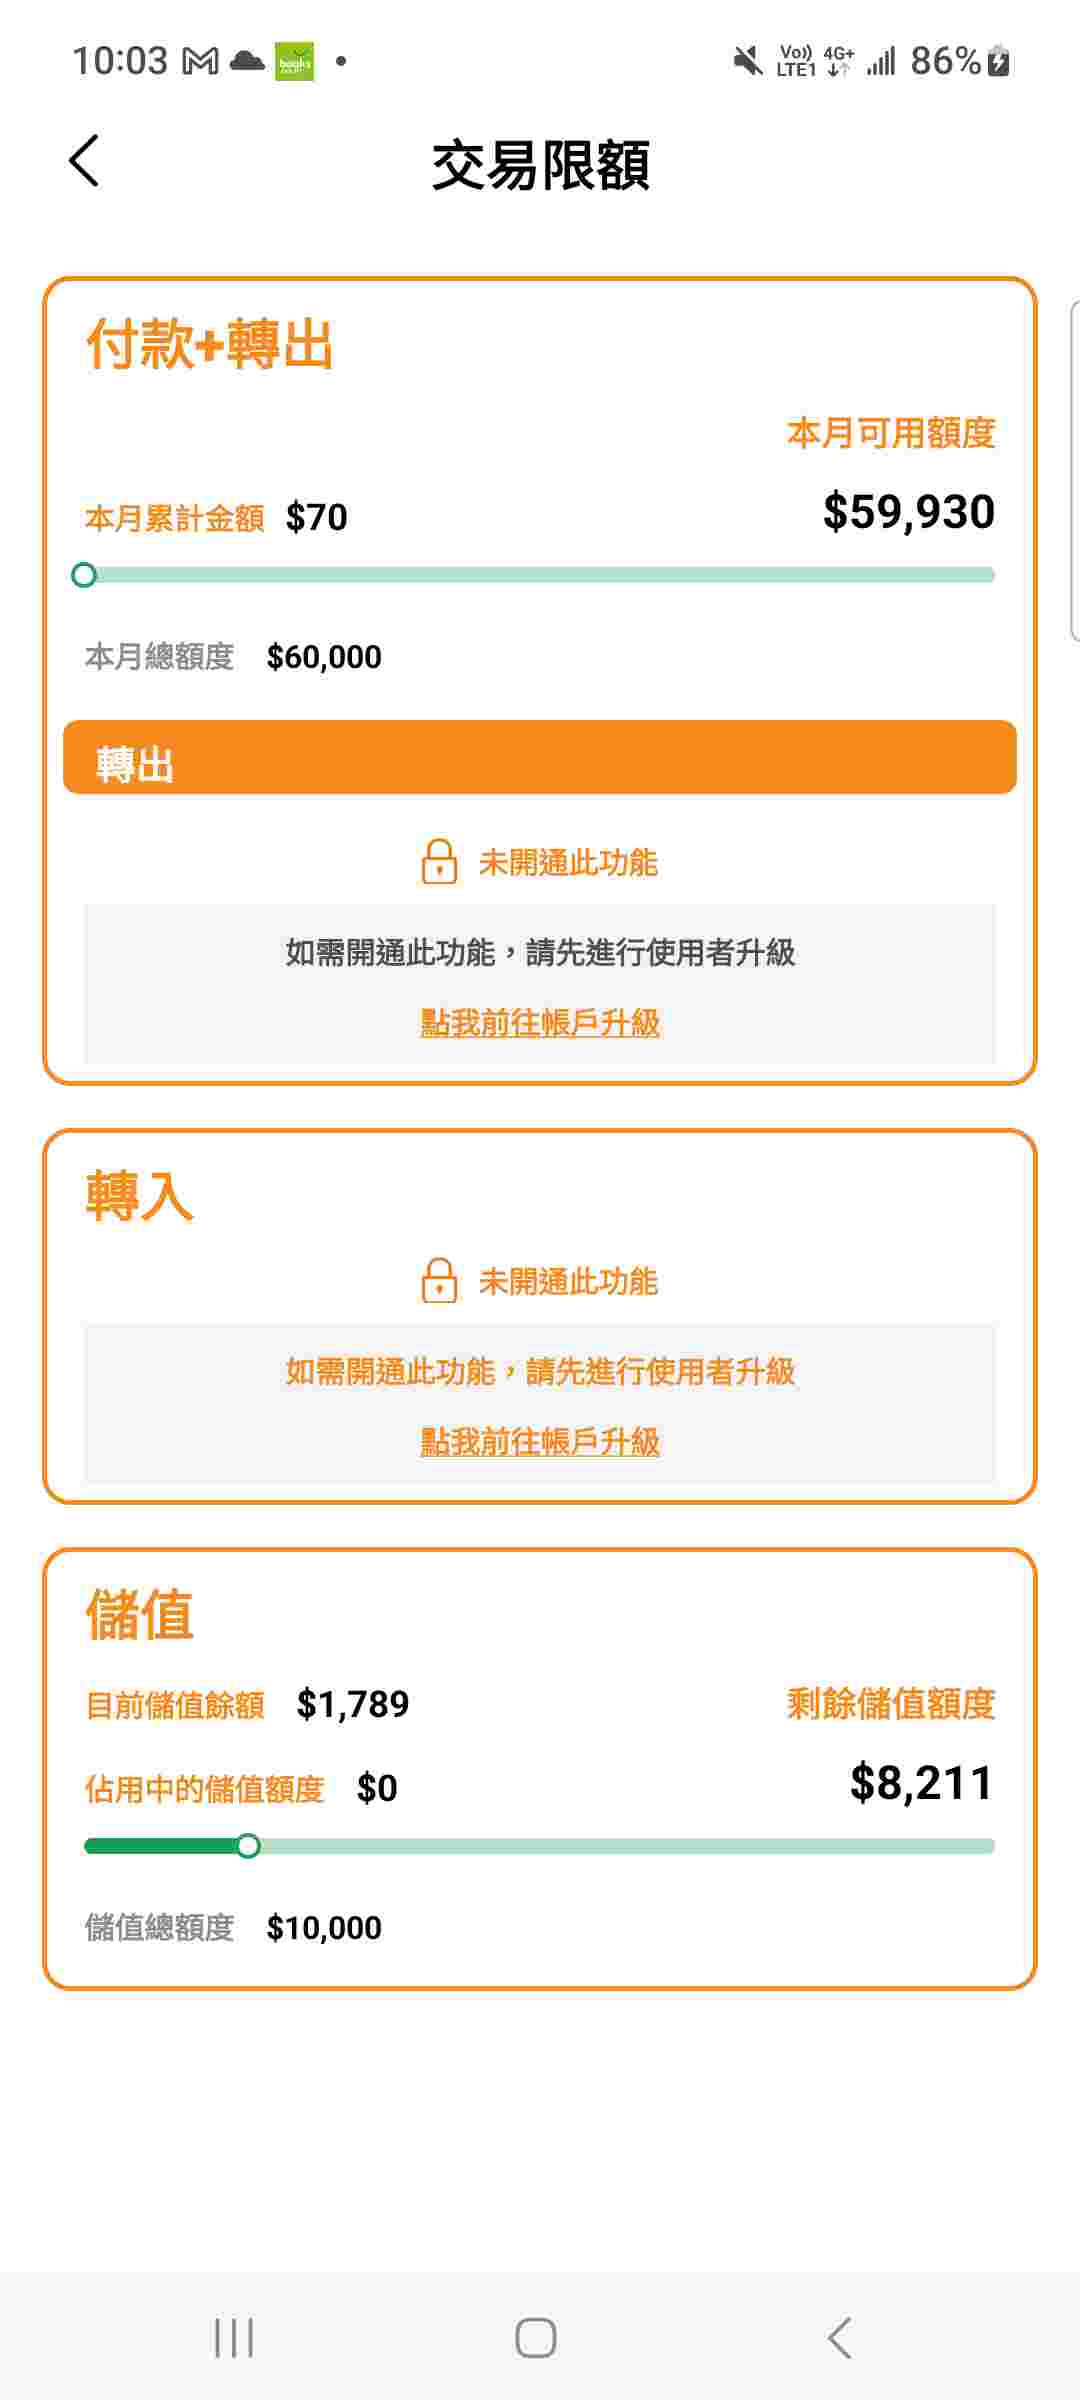 10:03
books
Vo)) 4G+
LTE1
86%
交易限額
付款+轉出
本月可用額度
本月累計金額 $70
$59,930
本月總額度 $60,000
轉出
未開通此功能
如需開通此功能，請先進行使用者升級
點我前往帳戶升級
轉入
未開通此功能
如需開通此功能，請先進行使用者升級
點我前往帳戶升級
儲值
目前儲值餘額 $1,789
剩餘儲值額度
佔用中的儲值額度 $0
$8,211
儲值總額度 $10,000